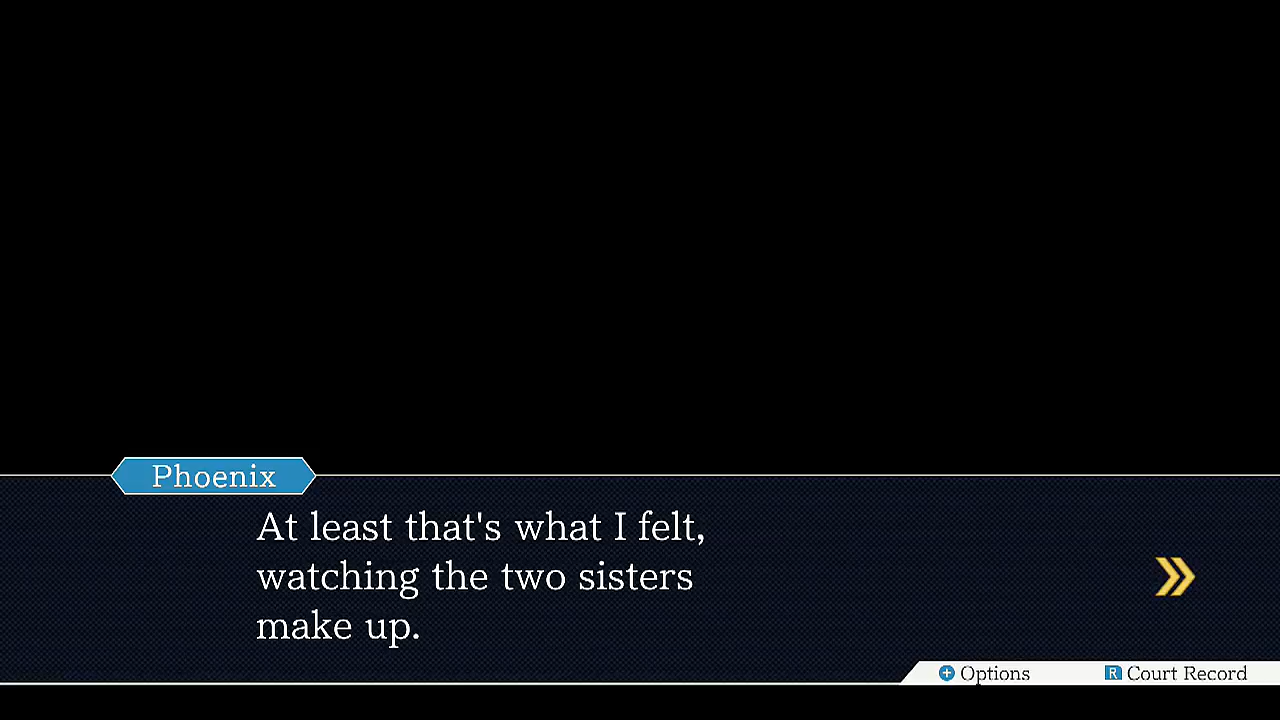 Phoenix
At least that's what I felt,
watching the two sisters
make up.
+ Options
R Court Record